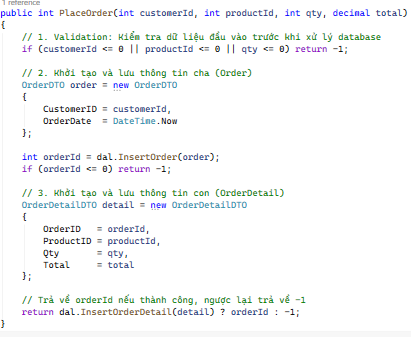 1 reference
public int PlaceOrder(int customerId, int productId, int qty, decimal total)
{
    // 1. Validation: Kiểm tra dữ liệu đầu vào trước khi xử lý database
    if (customerId <= 0 || productId <= 0 || qty <= 0) return -1;

    // 2. Khởi tạo và lưu thông tin cha (Order)
    OrderDTO order = new OrderDTO
    {
        CustomerID = customerId,
        OrderDate  = DateTime.Now
    };

    int orderId = dal.InsertOrder(order);
    if (orderId <= 0) return -1;

    // 3. Khởi tạo và lưu thông tin con (OrderDetail)
    OrderDetailDTO detail = new OrderDetailDTO
    {
        OrderID   = orderId,
        ProductID = productId,
        Qty       = qty,
        Total     = total
    };

    // Trả về orderId nếu thành công, ngược lại trả về -1
    return dal.InsertOrderDetail(detail) ? orderId : -1;
}